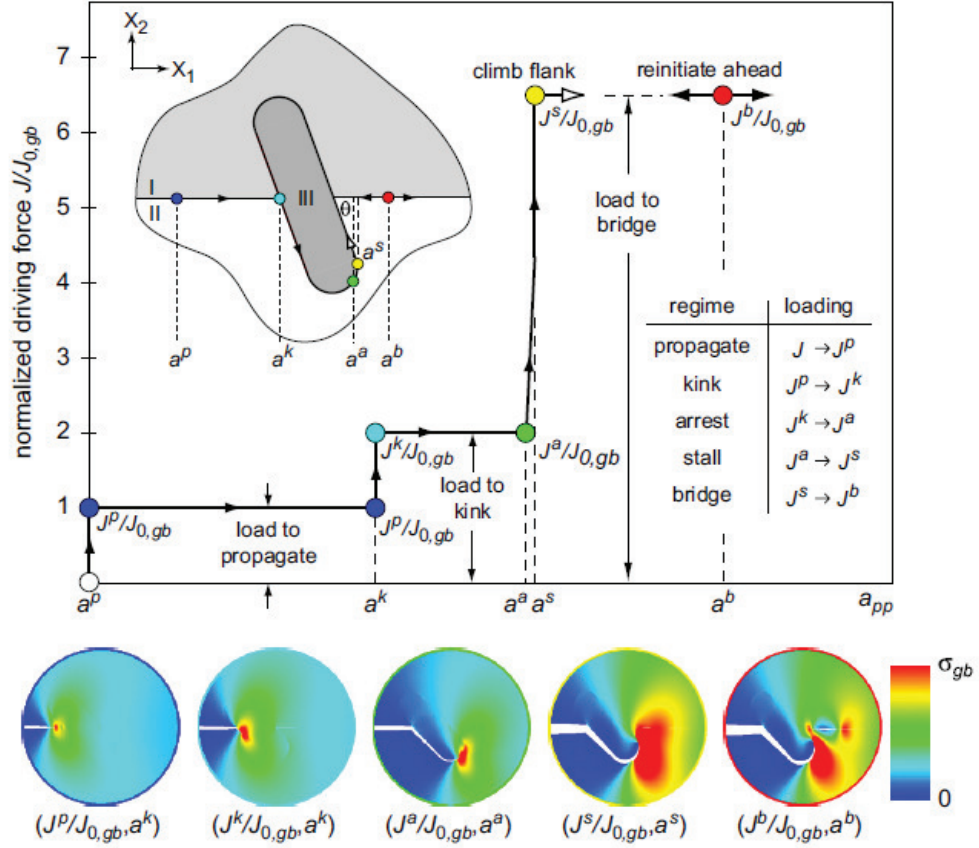 normalized driving force J/J0,gb
7
6
5
4
3
2
1
X2
X1
I
II
III
θ
a^s
a^p
a^k
a^a
a^b
climb flank
reinitiate ahead
J^s/J0,gb
J^b/J0,gb
load to
bridge
regime loading
propagate J → J^p
kink J^p → J^k
arrest J^k → J^a
stall J^a → J^s
bridge J^s → J^b
J^k/J0,gb
J^a/J0,gb
load to
kink
J^p/J0,gb
load to
propagate
J^p/J0,gb
a^p
a^k
a^a
a^s
a^b
a_pp
σgb
0
(J^p/J0,gb,a^k)
(J^k/J0,gb,a^k)
(J^a/J0,gb,a^a)
(J^s/J0,gb,a^s)
(J^b/J0,gb,a^b)